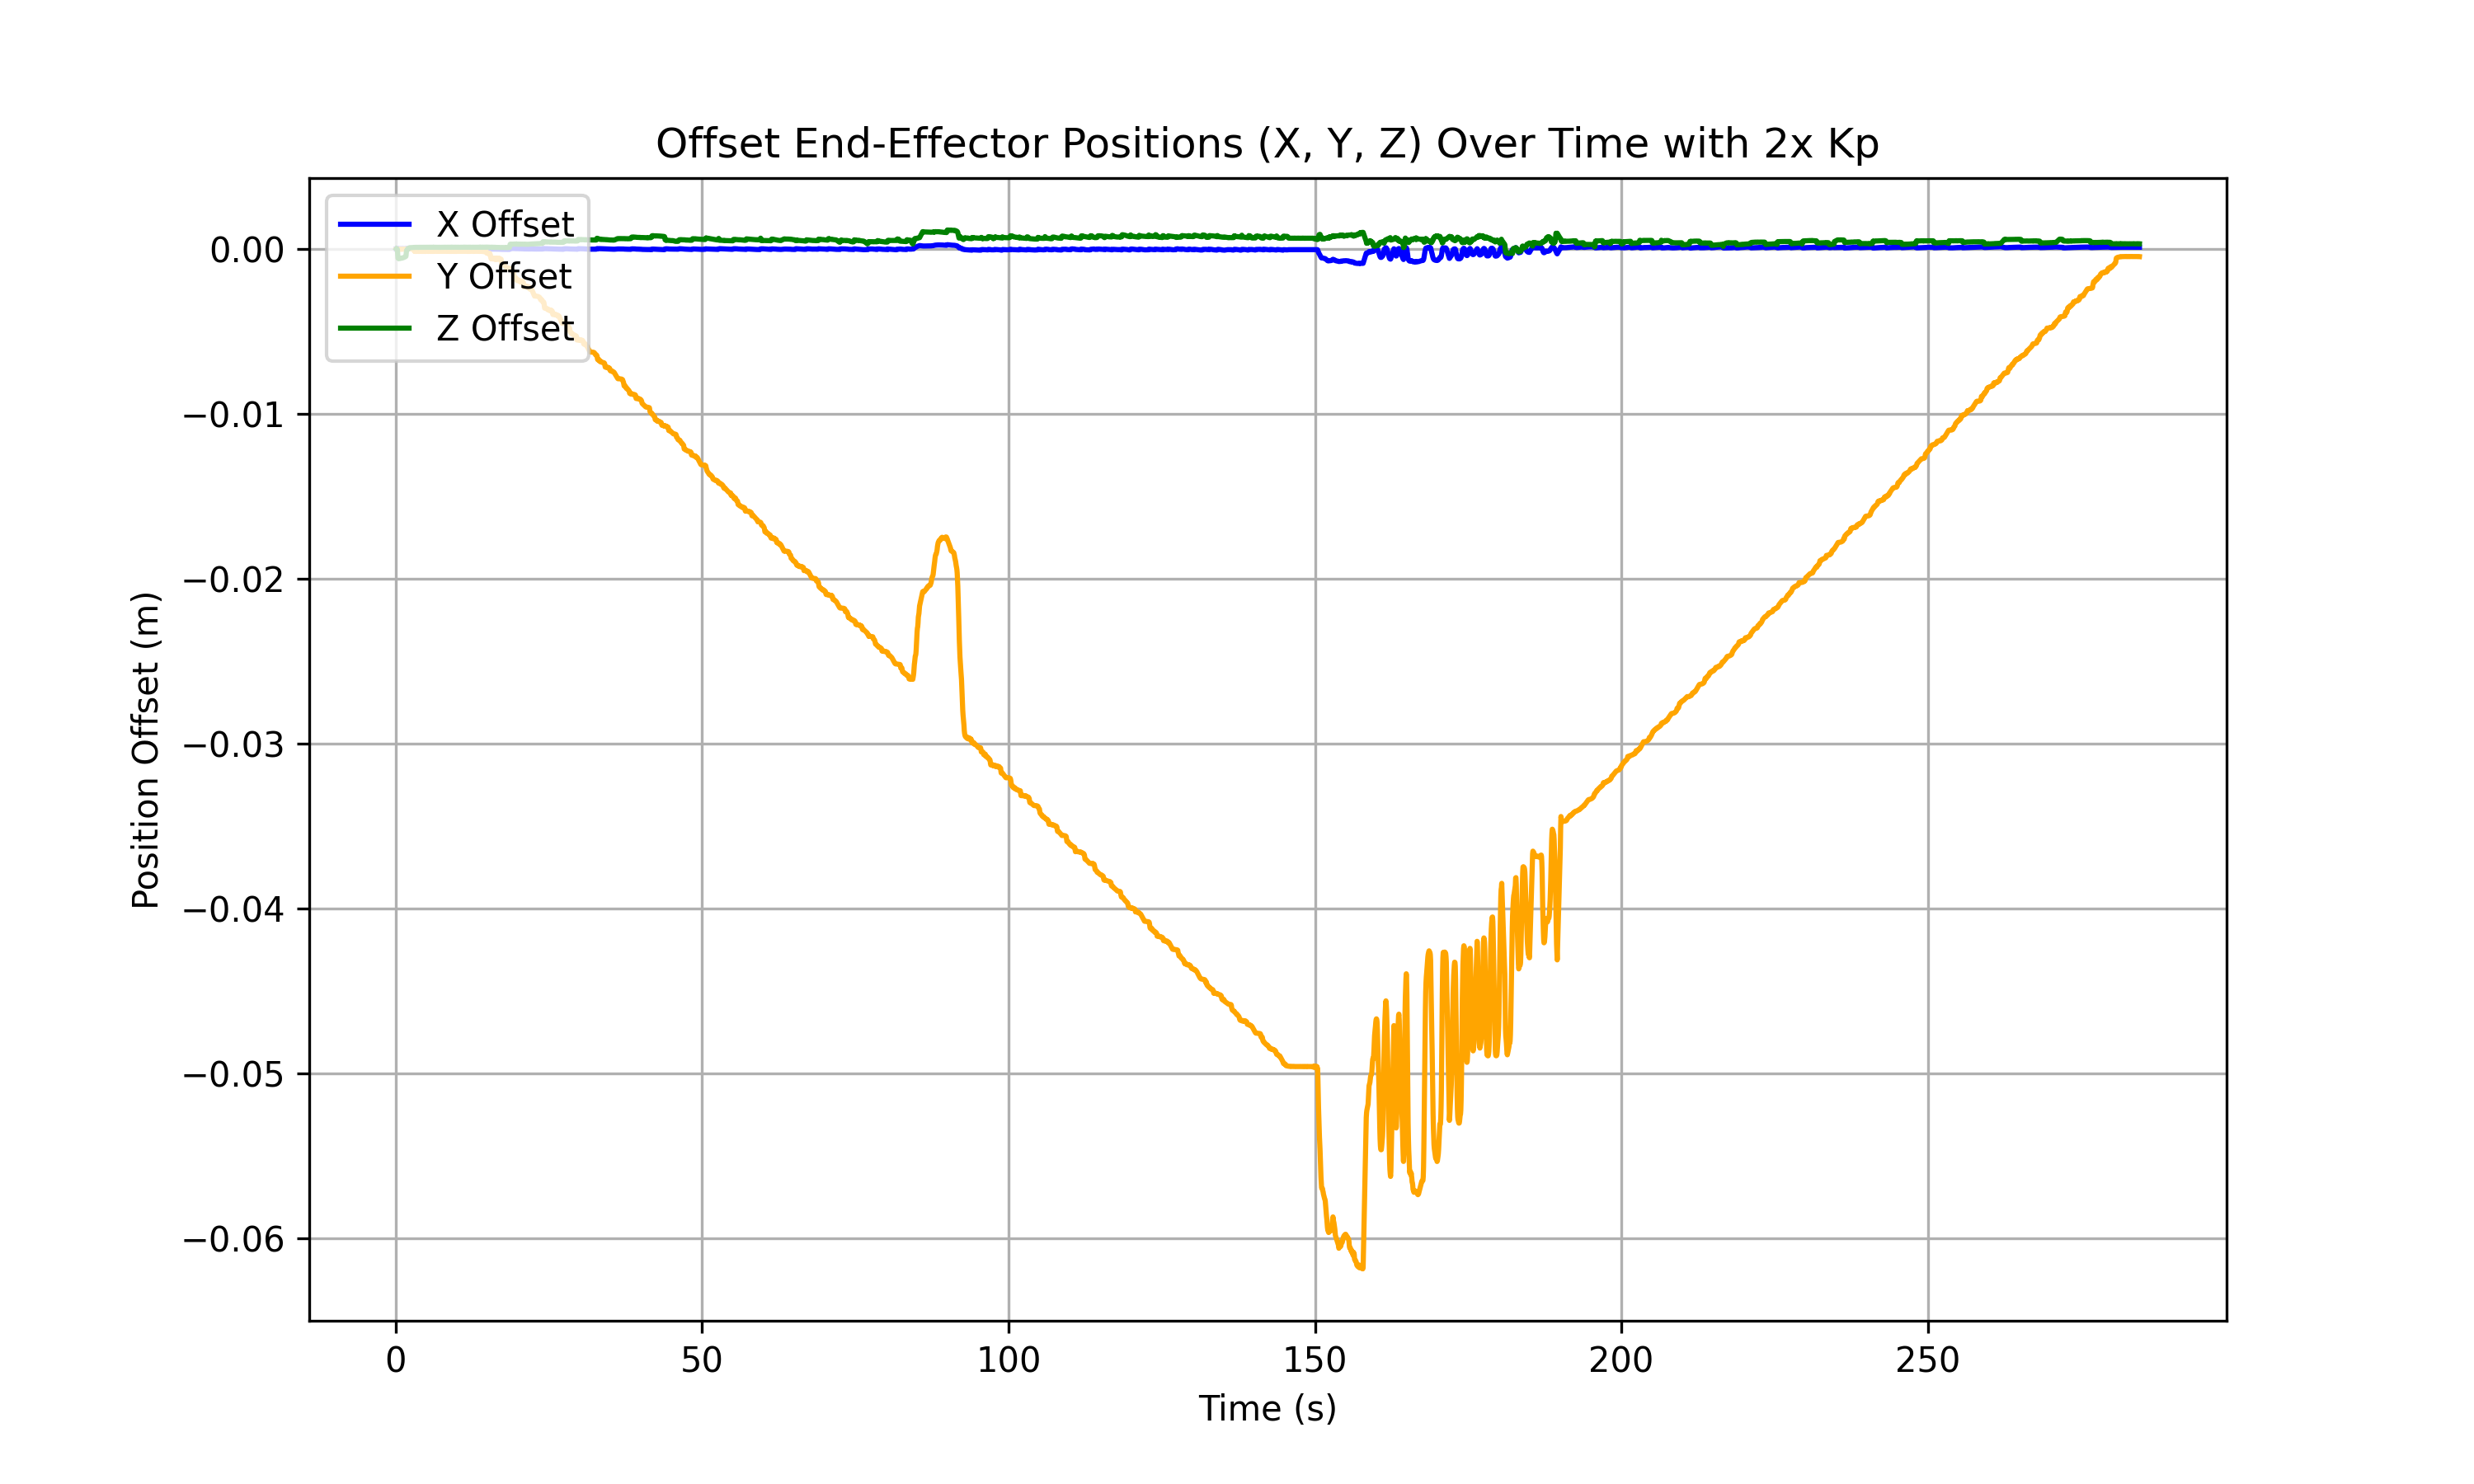 Offset End-Effector Positions (X, Y, Z) Over Time with 2x Kp
X Offset
Y Offset
Z Offset
0.00
−0.01
−0.02
−0.03
−0.04
−0.05
−0.06
Position Offset (m)
0 50 100 150 200 250
Time (s)